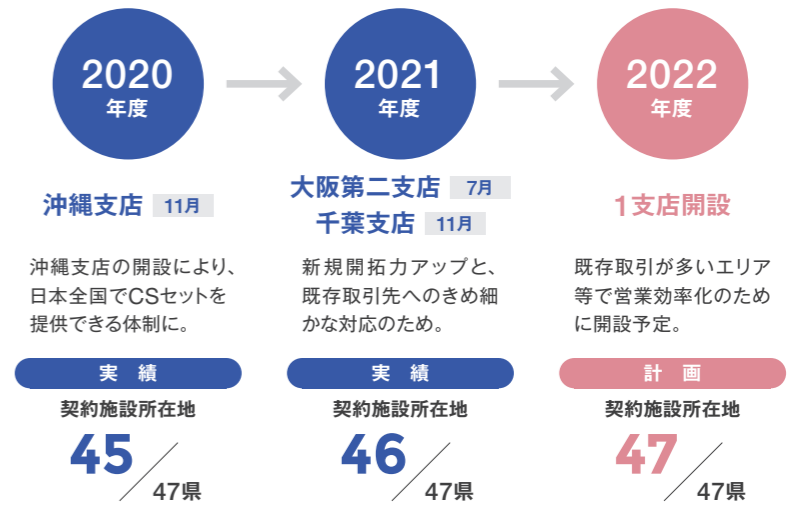 2020
年度
沖縄支店 11月
沖縄支店の開設により、
日本全国でCSセットを
提供できる体制に。
実 績
契約施設所在地
45
47県
2021
年度
大阪第二支店 7月
千葉支店 11月
新規開拓力アップと、
既存取引先へのきめ細
かな対応のため。
実 績
契約施設所在地
46
47県
2022
年度
1支店開設
既存取引が多いエリア
等で営業効率化のため
に開設予定。
計 画
契約施設所在地
47
47県